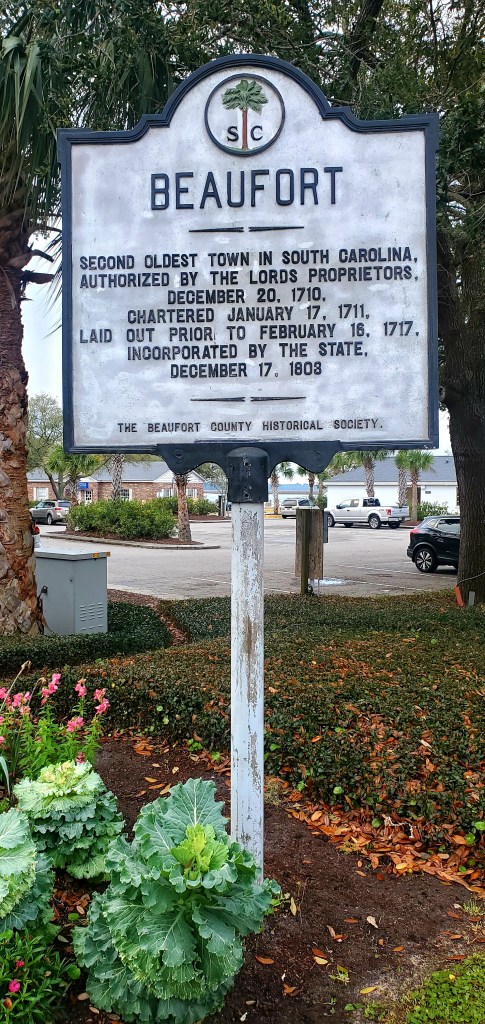 S C
BEAUFORT
SECOND OLDEST TOWN IN SOUTH CAROLINA,
AUTHORIZED BY THE LORDS PROPRIETORS,
DECEMBER 20, 1710,
CHARTERED JANUARY 17, 1711,
LAID OUT PRIOR TO FEBRUARY 16, 1717,
INCORPORATED BY THE STATE,
DECEMBER 17, 1803
THE BEAUFORT COUNTY HISTORICAL SOCIETY.